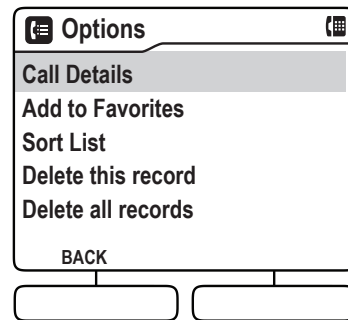 Options
Call Details
Add to Favorites
Sort List
Delete this record
Delete all records
BACK